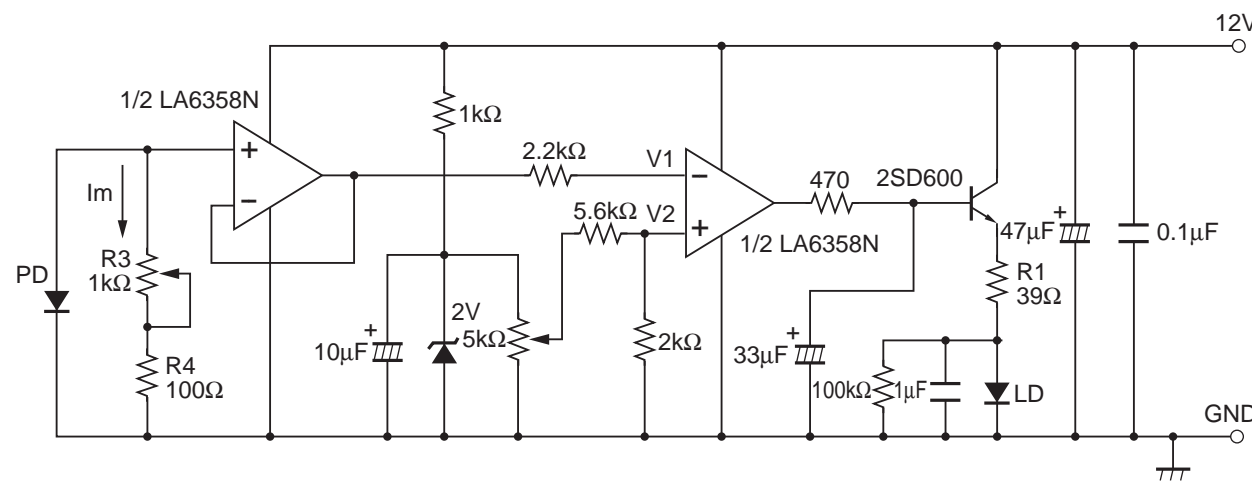 12V
1/2 LA6358N
1kΩ
2.2kΩ
V1
470
2SD600
Im
5.6kΩ
V2
1/2 LA6358N
47μF
+
0.1μF
PD
R3
1kΩ
R1
39Ω
2V
5kΩ
10μF
+
2kΩ
33μF
+
R4
100Ω
100kΩ
1μF
LD
GND
+
−
−
+